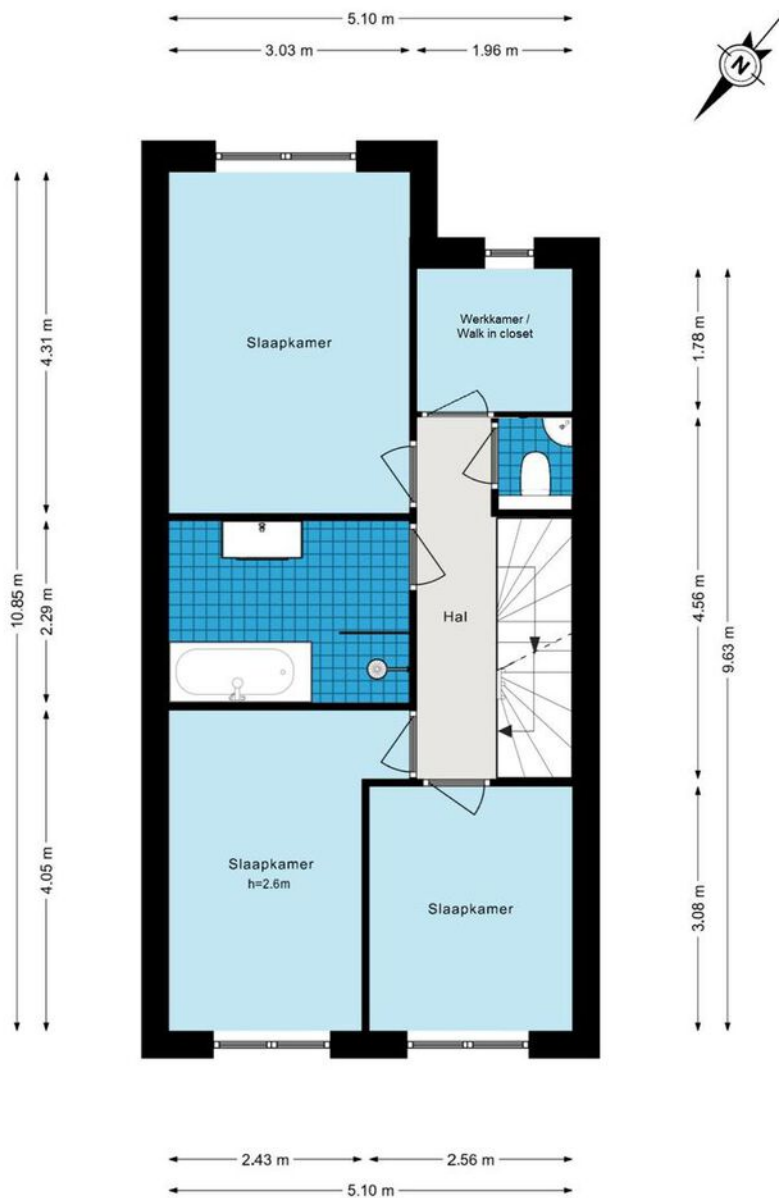 5.10 m
3.03 m
1.96 m
N
4.31 m
10.85 m
2.29 m
4.05 m
Slaapkamer
Werkkamer /
Walk in closet
Hal
Slaapkamer
h=2.6m
Slaapkamer
1.78 m
4.56 m
9.63 m
3.08 m
2.43 m
2.56 m
5.10 m